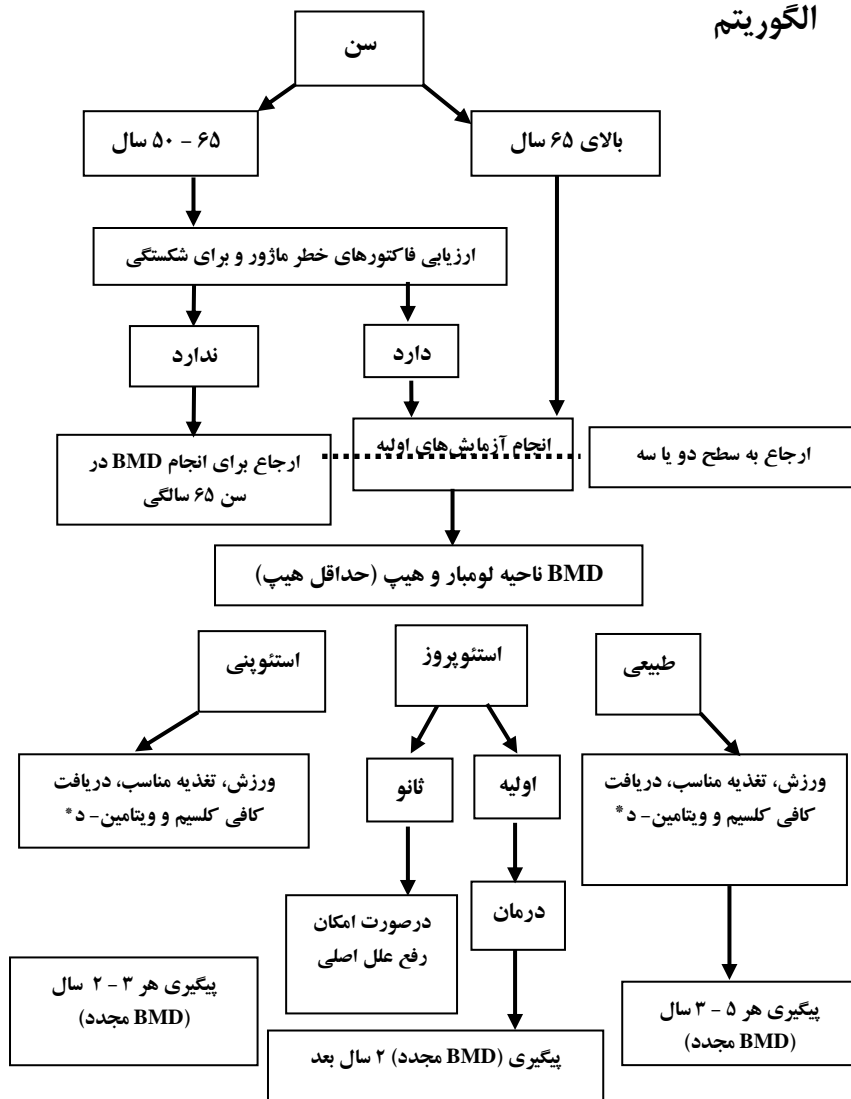 الگوریتم
سن
بالای ۶۵ سال
۶۵ - ۵۰ سال
ارزیابی فاکتورهای خطر ماژور و برای شکستگی
دارد
ندارد
انجام آزمایش‌های اولیه
ارجاع به سطح دو یا سه
ارجاع برای انجام BMD در
سن ۶۵ سالگی
BMD ناحیه لومبار و هیپ (حداقل هیپ)
طبیعی
استئوپروز
استئوپنی
ورزش، تغذیه مناسب، دریافت
کافی کلسیم و ویتامین- د*
اولیه
ثانو
ورزش، تغذیه مناسب، دریافت
کافی کلسیم و ویتامین- د*
درمان
درصورت امکان
رفع علل اصلی
پیگیری هر ۵ - ۳ سال
(BMD مجدد)
پیگیری (BMD مجدد) ۲ سال بعد
پیگیری هر ۳ - ۲ سال
(BMD مجدد)